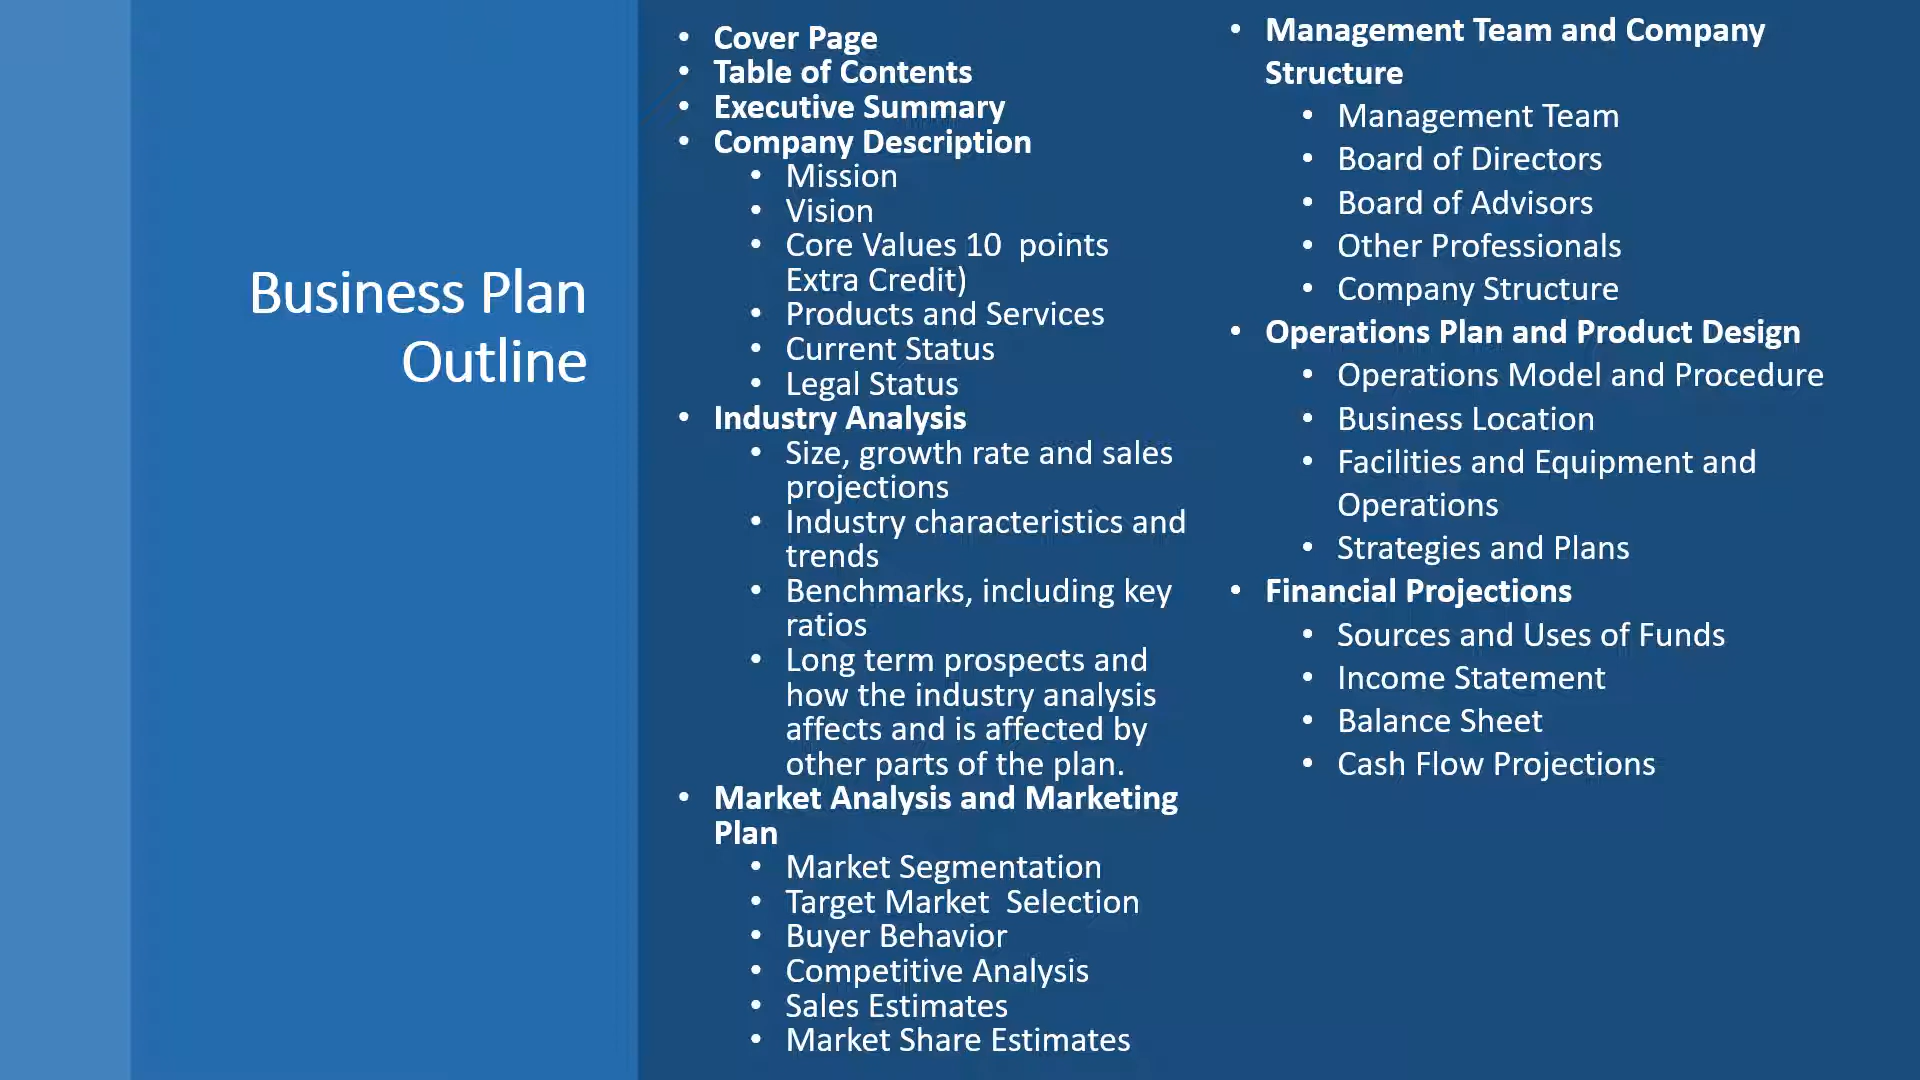 Business Plan
Outline
• Cover Page
• Table of Contents
• Executive Summary
• Company Description
• Mission
• Vision
• Core Values 10  points
Extra Credit)
• Products and Services
• Current Status
• Legal Status
• Industry Analysis
• Size, growth rate and sales
projections
• Industry characteristics and
trends
• Benchmarks, including key
ratios
• Long term prospects and
how the industry analysis
affects and is affected by
other parts of the plan.
• Market Analysis and Marketing
Plan
• Market Segmentation
• Target Market  Selection
• Buyer Behavior
• Competitive Analysis
• Sales Estimates
• Market Share Estimates
• Management Team and Company
Structure
• Management Team
• Board of Directors
• Board of Advisors
• Other Professionals
• Company Structure
• Operations Plan and Product Design
• Operations Model and Procedure
• Business Location
• Facilities and Equipment and
Operations
• Strategies and Plans
• Financial Projections
• Sources and Uses of Funds
• Income Statement
• Balance Sheet
• Cash Flow Projections